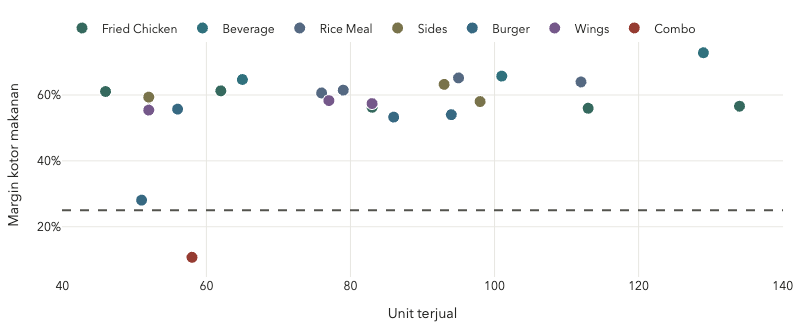 Fried Chicken Beverage Rice Meal Sides Burger Wings Combo
Margin kotor makanan
60%
40%
20%
40 60 80 100 120 140
Unit terjual